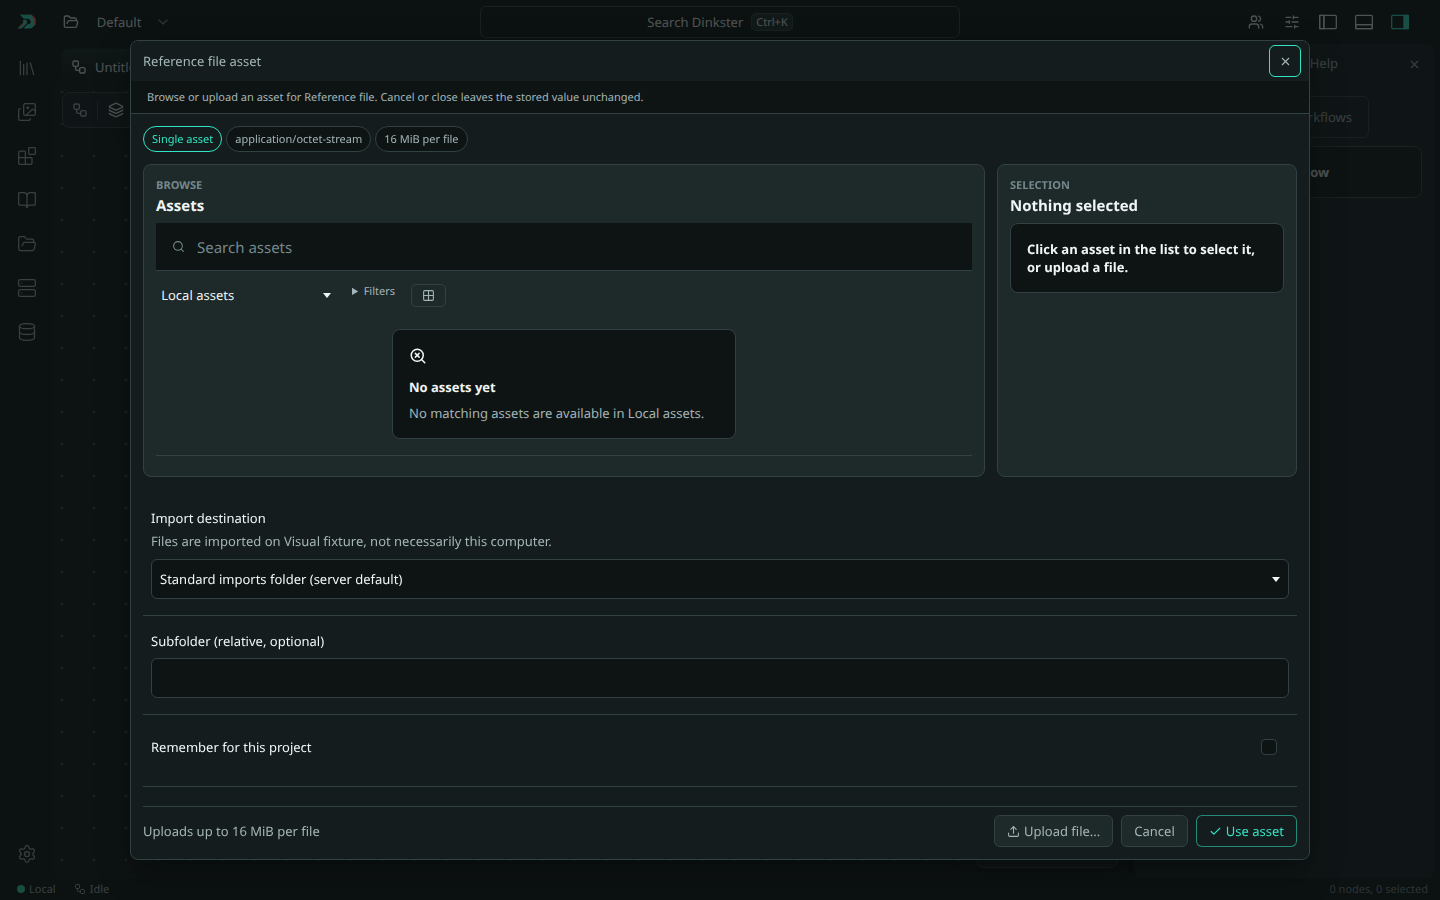 Default
Search Dinkster Ctrl+K
Reference file asset
Help
Browse or upload an asset for Reference file. Cancel or close leaves the stored value unchanged.
Single asset
application/octet-stream
16 MiB per file
BROWSE
Assets
Search assets
Local assets
Filters
No assets yet
No matching assets are available in Local assets.
SELECTION
Nothing selected
Click an asset in the list to select it,
or upload a file.
Import destination
Files are imported on Visual fixture, not necessarily this computer.
Standard imports folder (server default)
Subfolder (relative, optional)
Remember for this project
Uploads up to 16 MiB per file
Upload file...
Cancel
Use asset
Local
Idle
0 nodes, 0 selected